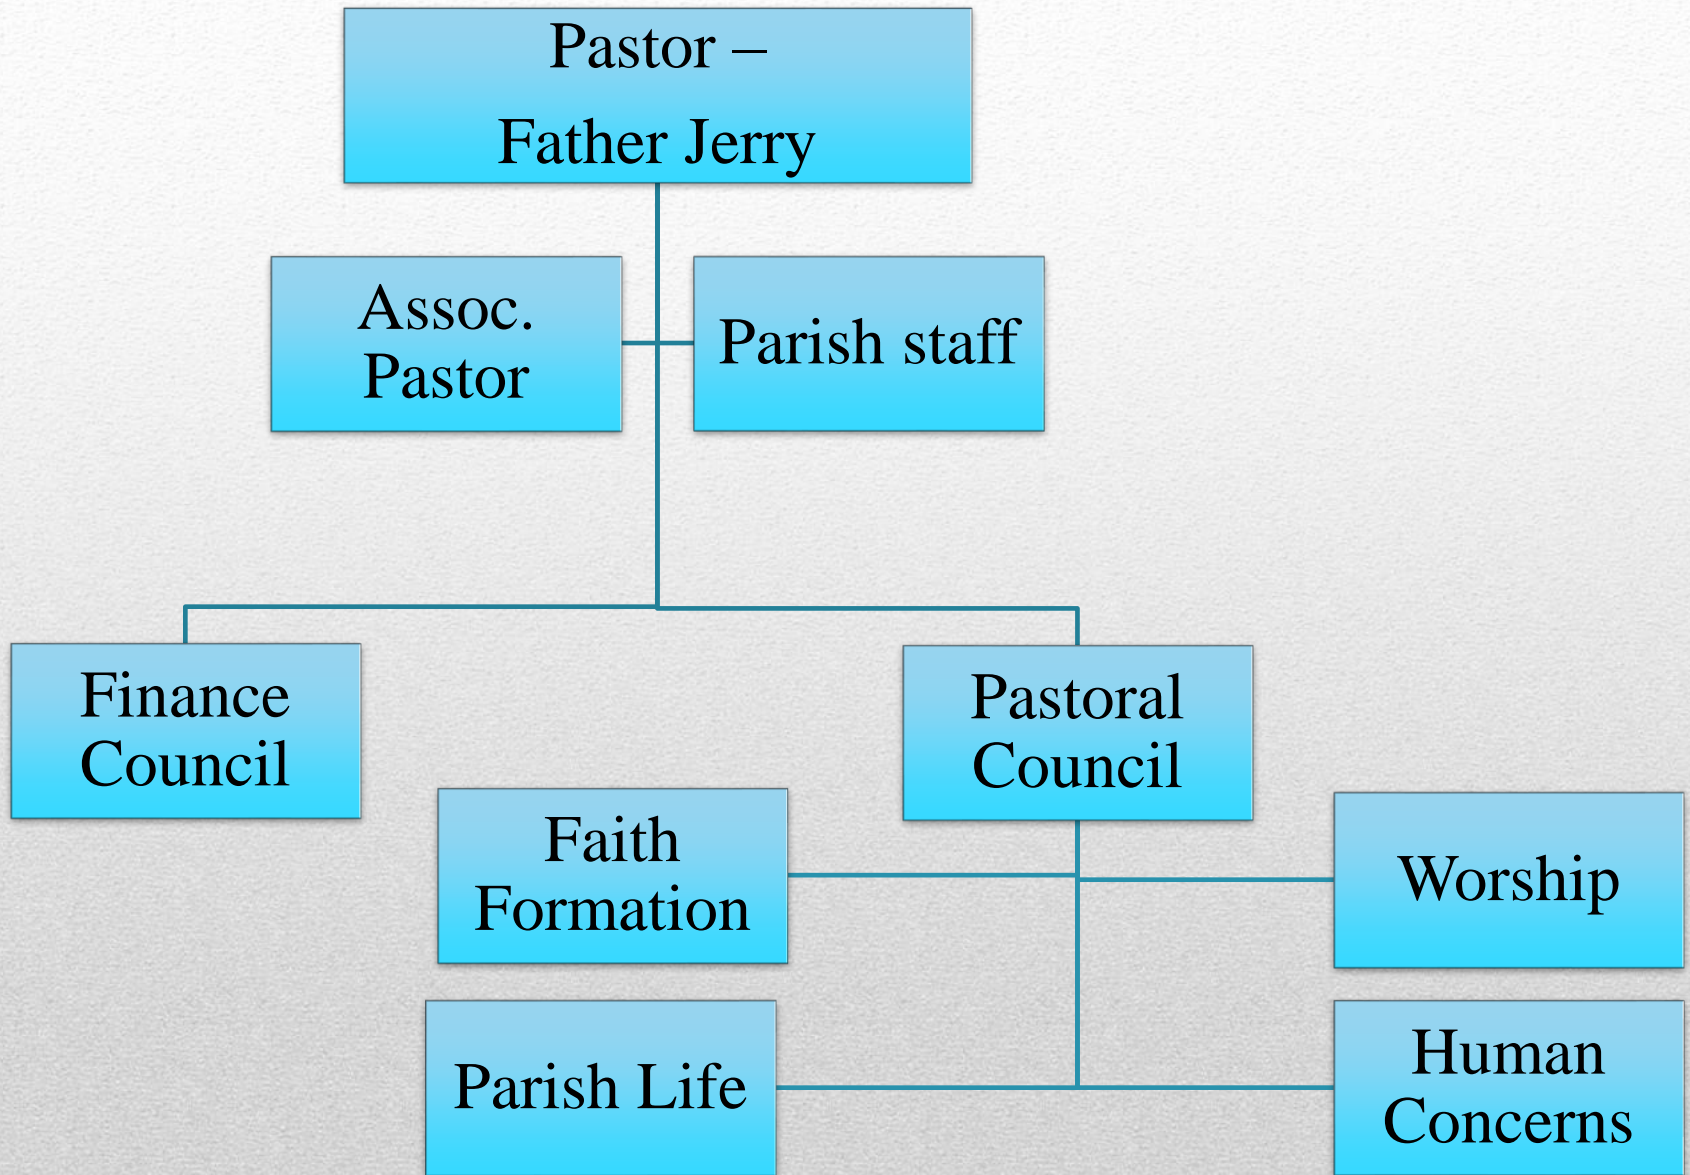 Pastor –
Father Jerry
Assoc.
Pastor
Parish staff
Finance
Council
Pastoral
Council
Faith
Formation
Worship
Parish Life
Human
Concerns